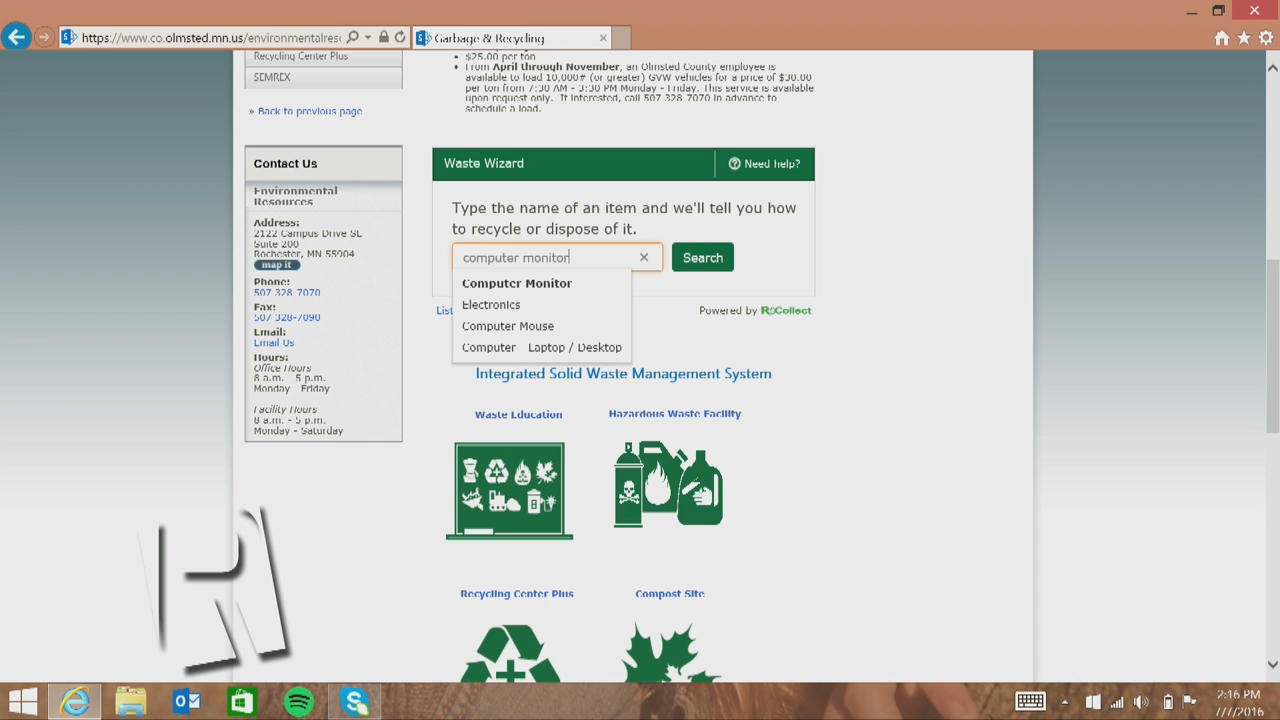 https://www.co.olmsted.mn.us/environmentalres
Garbage & Recycling
Recycling Center Plus
SEMREX
» Back to previous page
Contact Us
Environmental
Resources
Address:
2122 Campus Drive SE
Suite 200
Rochester, MN 55904
map it
Phone:
507 328-7070
Fax:
507 328-7090
Email:
Email Us
Hours:
Office Hours
8 a.m. - 5 p.m.
Monday - Friday
Facility Hours
8 a.m. - 5 p.m.
Monday - Saturday
$25.00 per ton
From April through November, an Olmsted County employee is
available to load 10,000# (or greater) GVW vehicles for a price of $30.00
per ton from 7:30 AM - 3:30 PM Monday - Friday. This service is available
upon request only. If interested, call 507 328-7070 in advance to
schedule a load.
Waste Wizard
Need help?
Type the name of an item and we'll tell you how
to recycle or dispose of it.
computer monitor
Search
Computer Monitor
Electronics
Computer Mouse
Computer Laptop / Desktop
List
Powered by ReCollect
Integrated Solid Waste Management System
Waste Education
Hazardous Waste Facility
Recycling Center Plus
Compost Site
R
2:16 PM
7/7/2016